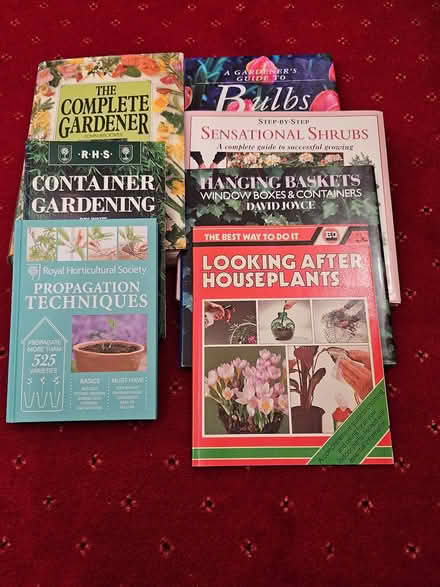 THE
COMPLETE
GARDENER
A GARDENER'S
GUIDE TO
Bulbs
STEP-BY-STEP
SENSATIONAL SHRUBS
A complete guide to successful growing
·R·H·S·
CONTAINER
GARDENING
HANGING BASKETS
WINDOW BOXES & CONTAINERS
DAVID JOYCE
Royal Horticultural Society
PROPAGATION
TECHNIQUES
PROPAGATE
MORE THAN
525
VARIETIES
BASICS
MUST-HAVE
THE BEST WAY TO DO IT
LOOKING AFTER
HOUSEPLANTS